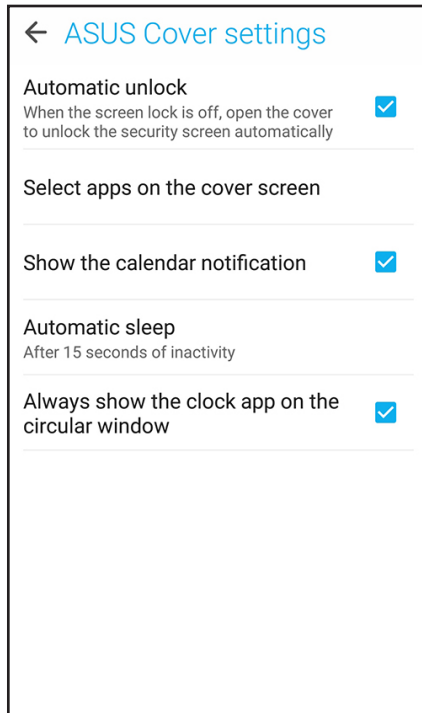 ASUS Cover settings
Automatic unlock
When the screen lock is off, open the cover
to unlock the security screen automatically
Select apps on the cover screen
Show the calendar notification
Automatic sleep
After 15 seconds of inactivity
Always show the clock app on the
circular window